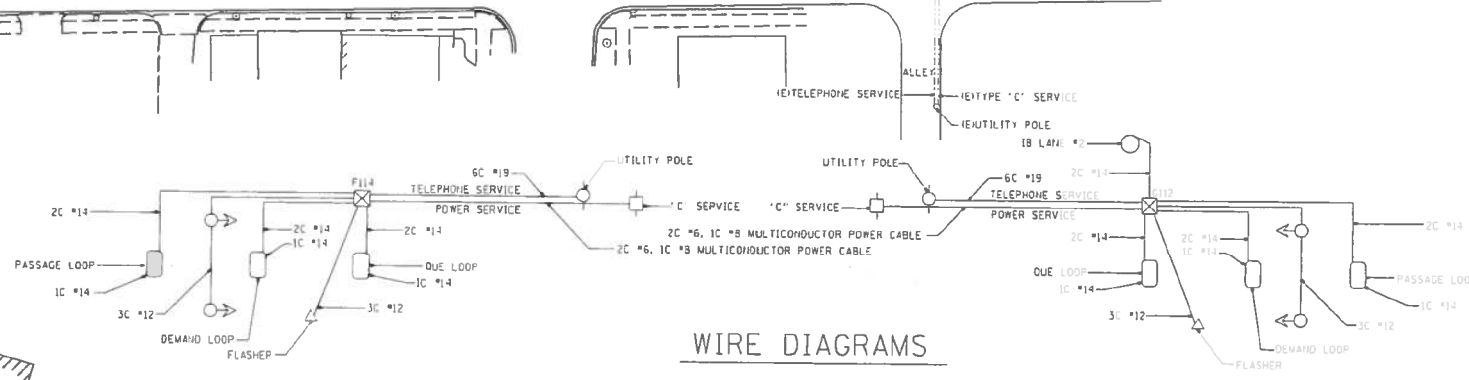 ALLEY
(E)TELEPHONE SERVICE
(E)TYPE "C" SERVICE
(E)UTILITY POLE
IB LANE #2
2C #14
UTILITY POLE
6C #19
F114
TELEPHONE SERVICE
POWER SERVICE
"C" SERVICE
2C #14
2C #14
1C #14
2C #14
PASSAGE LOOP
1C #14
3C #12
QUE LOOP
1C #14
3C #12
DEMAND LOOP
FLASHER
2C #6, 1C #8 MULTICONDUCTOR POWER CABLE
UTILITY POLE
6C #19
TELEPHONE SERVICE
POWER SERVICE
"C" SERVICE
2C #6, 1C #8 MULTICONDUCTOR POWER CABLE
2C #14
2C #14
1C #14
2C #14
QUE LOOP
1C #14
PASSAGE LOO
1C #14
3C #12
3C #12
DEMAND LOOP
FLASHER
WIRE DIAGRAMS